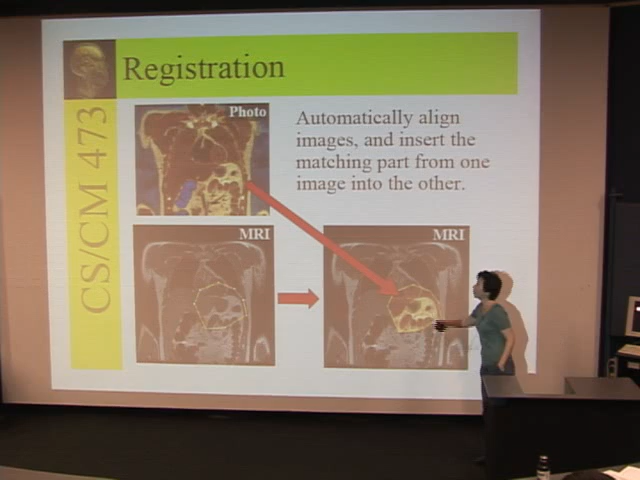 Registration
CS/CM 473
Photo
Automatically align
images, and insert the
matching part from one
image into the other.
MRI
MRI